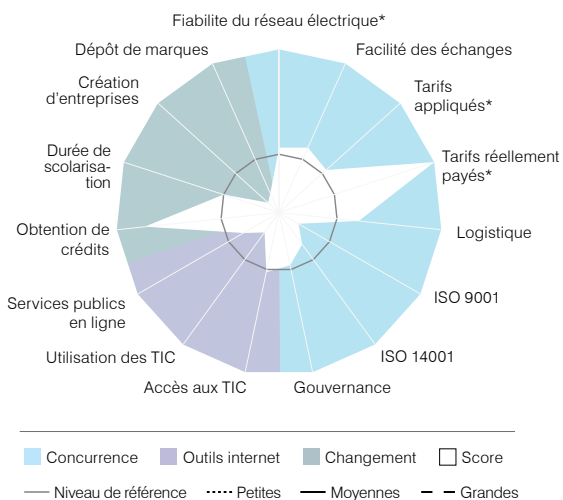 Fiabilite du réseau électrique*
Dépôt de marques
Facilité des échanges
Création
d'entreprises
Tarifs
appliqués*
Durée de
scolarisa-
tion
Tarifs réellement
payés*
Obtention de
crédits
Logistique
Services publics
en ligne
ISO 9001
Utilisation des TIC
ISO 14001
Accès aux TIC
Gouvernance
Concurrence
Outils internet
Changement
Score
Niveau de référence
Petites
Moyennes
Grandes